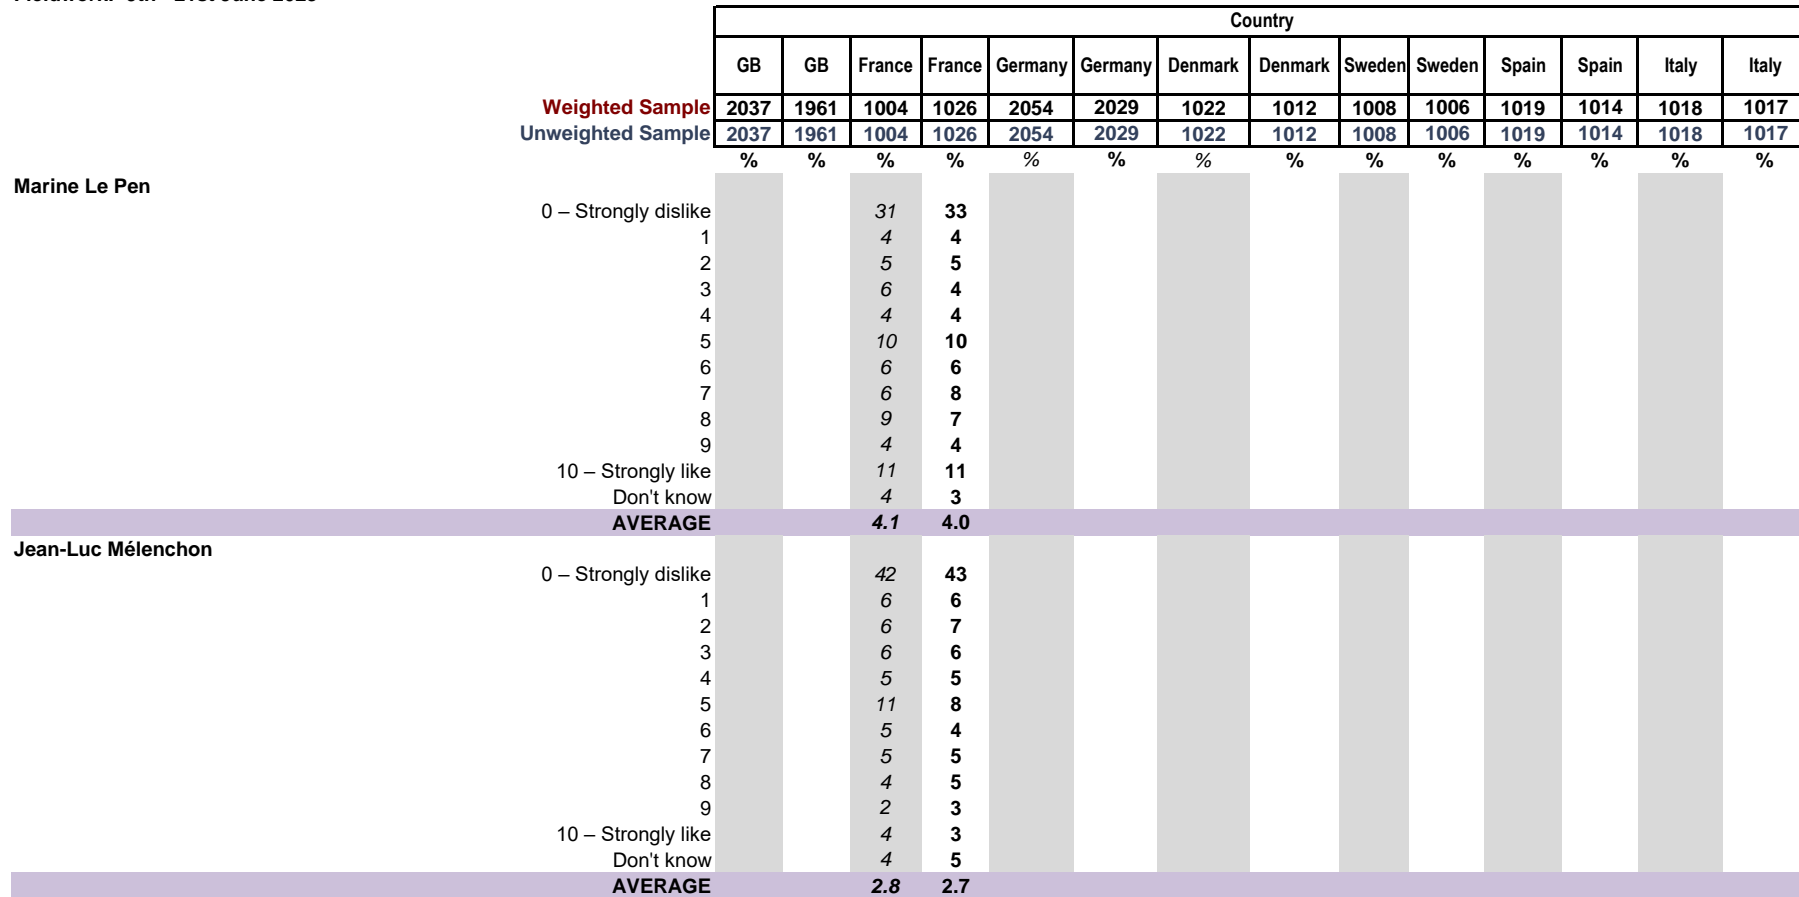 Country
GB GB France France Germany Germany Denmark Denmark Sweden Sweden Spain Spain Italy Italy
Weighted Sample 2037 1961 1004 1026 2054 2029 1022 1012 1008 1006 1019 1014 1018 1017
Unweighted Sample 2037 1961 1004 1026 2054 2029 1022 1012 1008 1006 1019 1014 1018 1017
% % % % % % % % % % % % % %
Marine Le Pen
0 – Strongly dislike 31 33
1 4 4
2 5 5
3 6 4
4 4 4
5 10 10
6 6 6
7 6 8
8 9 7
9 4 4
10 – Strongly like 11 11
Don't know 4 3
AVERAGE 4.1 4.0
Jean-Luc Mélenchon
0 – Strongly dislike 42 43
1 6 6
2 6 7
3 6 6
4 5 5
5 11 8
6 5 4
7 5 5
8 4 5
9 2 3
10 – Strongly like 4 3
Don't know 4 5
AVERAGE 2.8 2.7